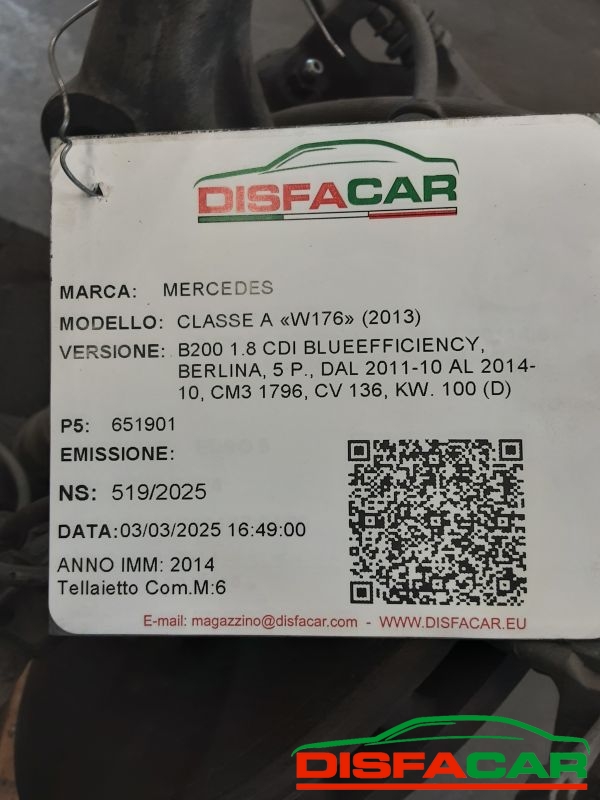 DISFACAR
MARCA: MERCEDES
MODELLO: CLASSE A «W176» (2013)
VERSIONE: B200 1.8 CDI BLUEEFFICIENCY,
BERLINA, 5 P., DAL 2011-10 AL 2014-
10, CM3 1796, CV 136, KW. 100 (D)
P5: 651901
EMISSIONE:
NS: 519/2025
DATA:03/03/2025 16:49:00
ANNO IMM: 2014
Tellaietto Com.M:6
E-mail: magazzino@disfacar.com - WWW.DISFACAR.EU
DISFACAR